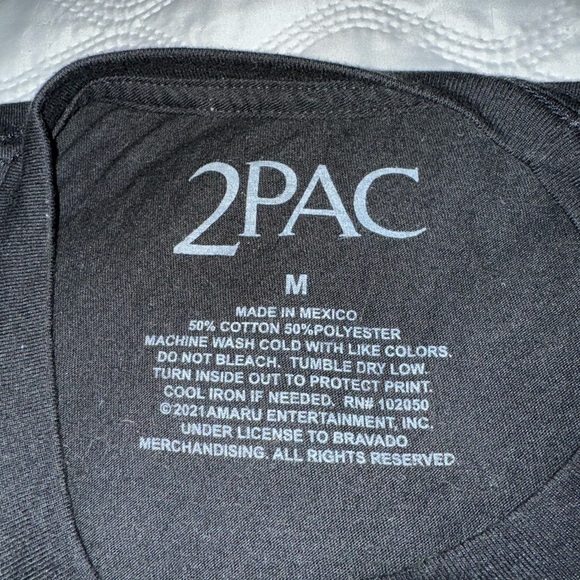 2PAC
M
MADE IN MEXICO
50% COTTON 50%POLYESTER
MACHINE WASH COLD WITH LIKE COLORS.
DO NOT BLEACH. TUMBLE DRY LOW.
TURN INSIDE OUT TO PROTECT PRINT.
COOL IRON IF NEEDED. RN# 102050
©2021AMARU ENTERTAINMENT, INC.
UNDER LICENSE TO BRAVADO
MERCHANDISING. ALL RIGHTS RESERVED